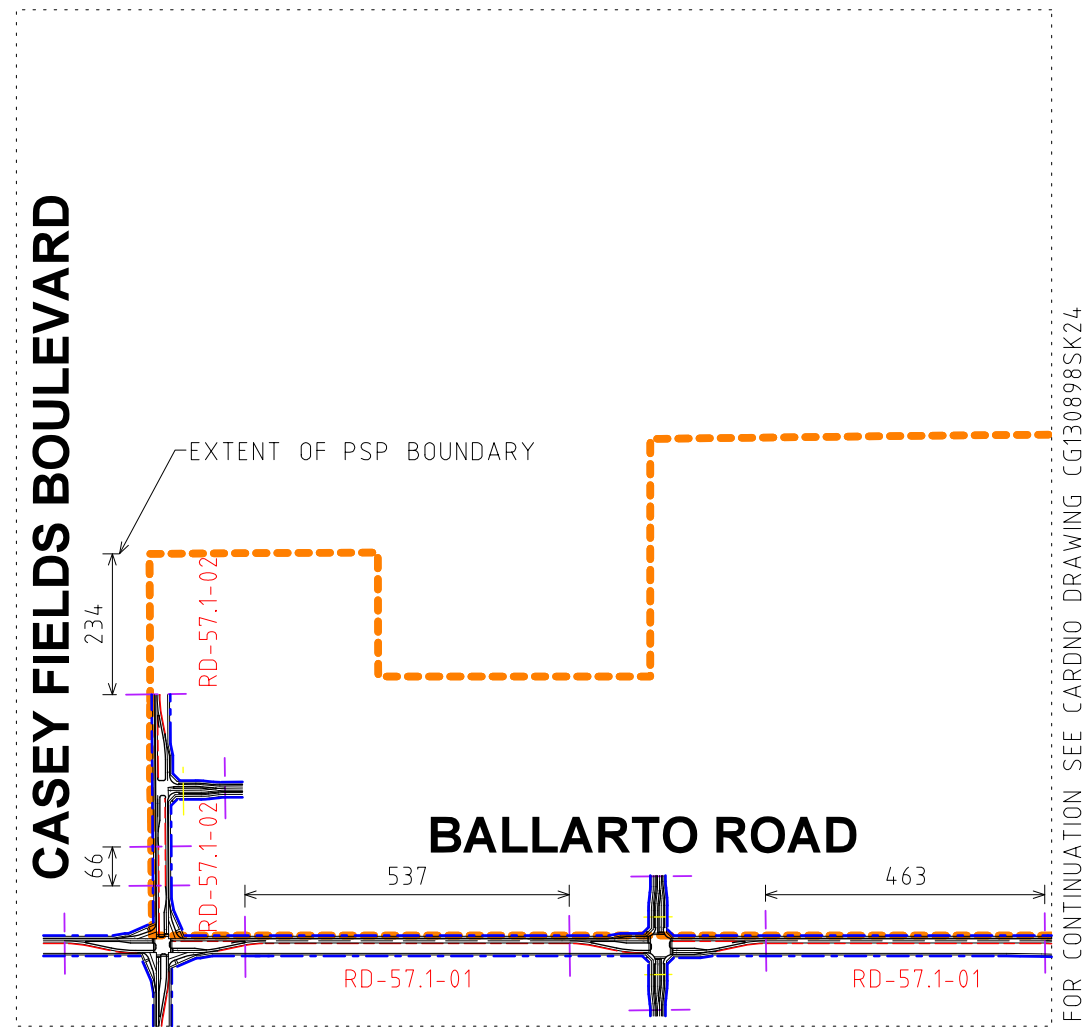 CASEY FIELDS BOULEVARD
EXTENT OF PSP BOUNDARY
234
RD-57.1-02
66
RD-57.1-02
BALLARTO ROAD
537
463
RD-57.1-01
RD-57.1-01
FOR CONTINUATION SEE CARDNO DRAWING CG130898SK24